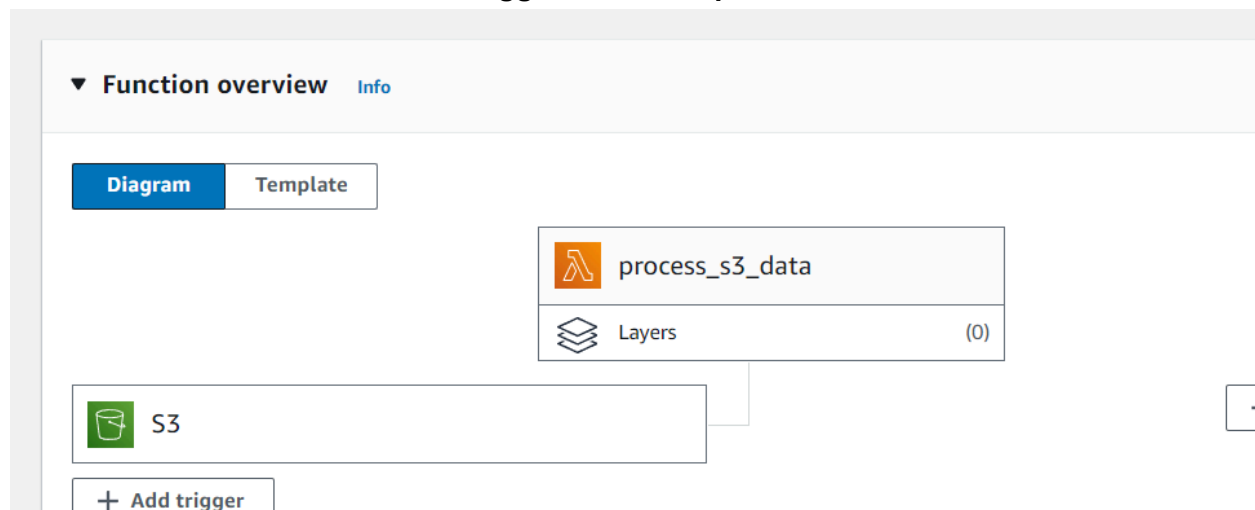 Function overview Info
Diagram Template
process_s3_data
Layers (0)
S3
+ Add trigger